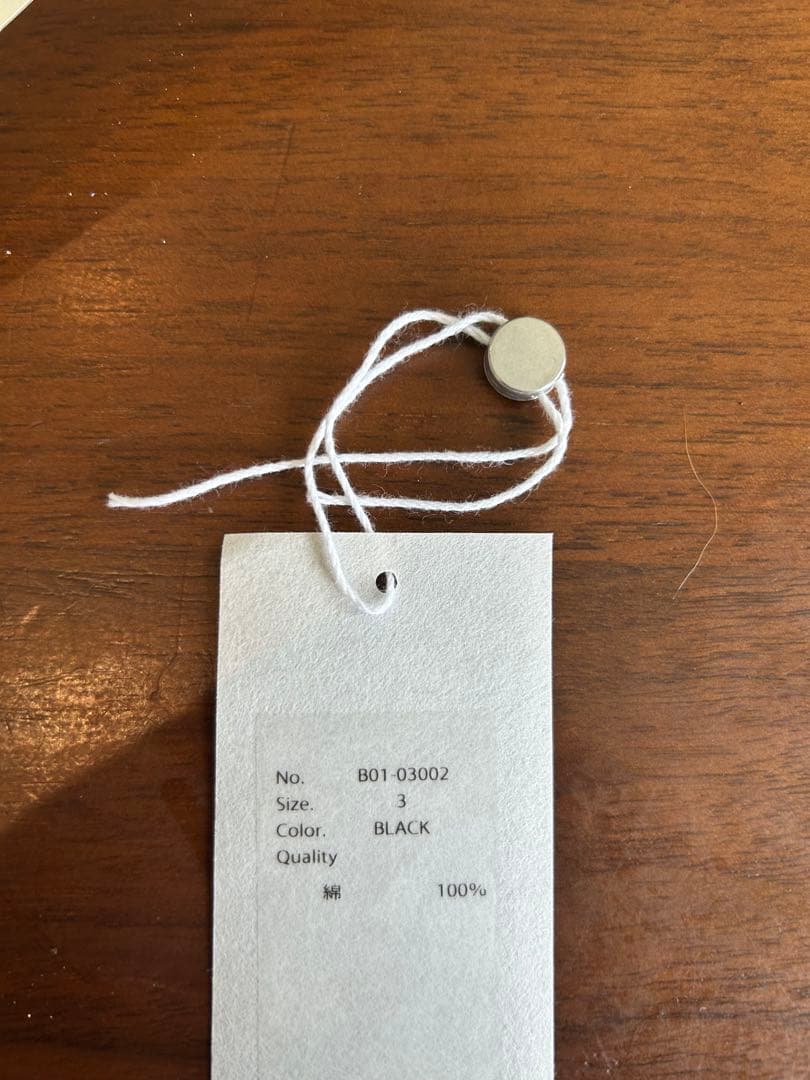 No. B01-03002
Size. 3
Color. BLACK
Quality
綿 100%